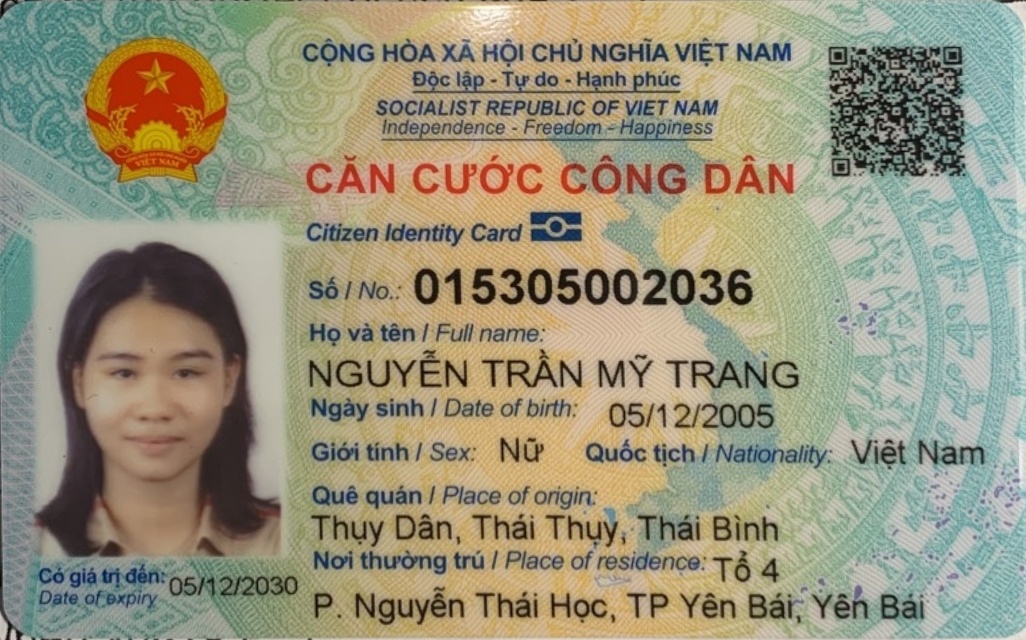 CỘNG HÒA XÃ HỘI CHỦ NGHĨA VIỆT NAM
Độc lập - Tự do - Hạnh phúc
SOCIALIST REPUBLIC OF VIET NAM
Independence - Freedom - Happiness
VIỆT NAM
CĂN CƯỚC CÔNG DÂN
Citizen Identity Card
Số / No.: 015305002036
Họ và tên / Full name:
NGUYỄN TRẦN MỸ TRANG
Ngày sinh / Date of birth: 05/12/2005
Giới tính / Sex: Nữ Quốc tịch / Nationality: Việt Nam
Quê quán / Place of origin:
Thụy Dân, Thái Thụy, Thái Bình
Nơi thường trú / Place of residence: Tổ 4
P. Nguyễn Thái Học, TP Yên Bái, Yên Bái
Có giá trị đến: 05/12/2030
Date of expiry